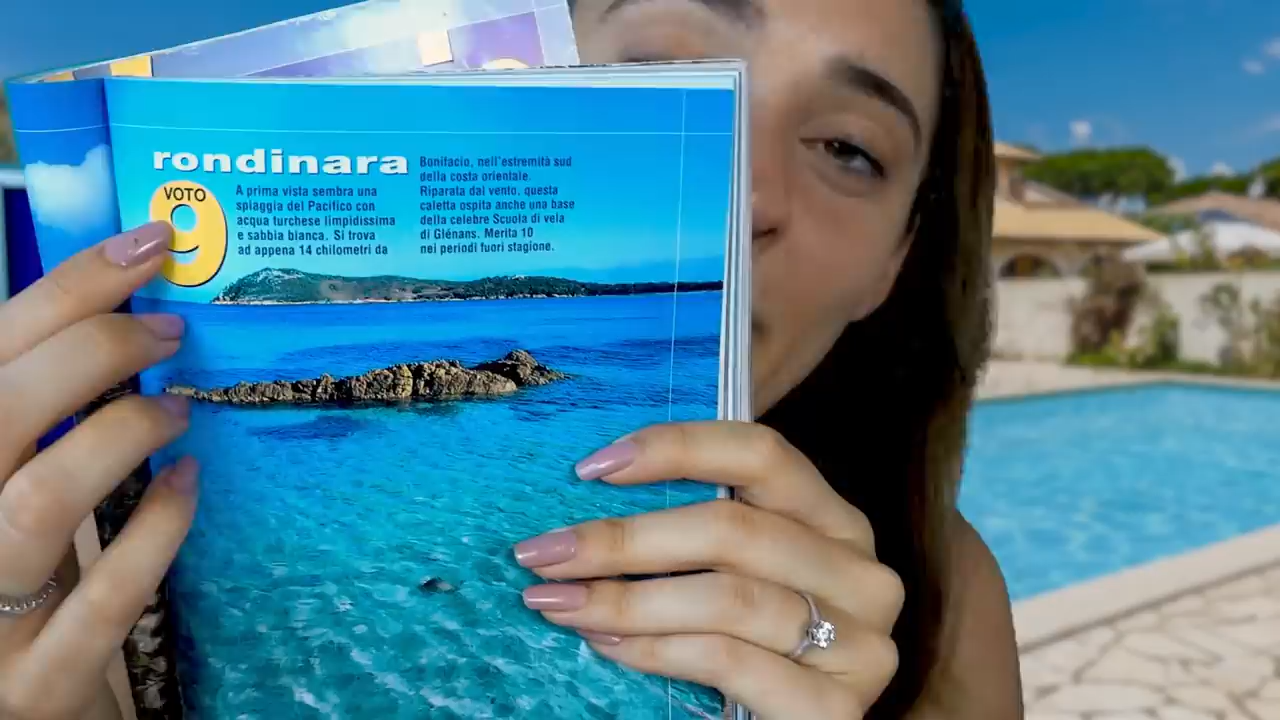 rondinara
VOTO
9
A prima vista sembra una
spiaggia del Pacifico con
acqua turchese limpidissima
e sabbia bianca. Si trova
ad appena 14 chilometri da
Bonifacio, nell'estremità sud
della costa orientale.
Riparata dal vento, questa
caletta ospita anche una base
della celebre Scuola di vela
di Glénans. Merita 10
nei periodi fuori stagione.